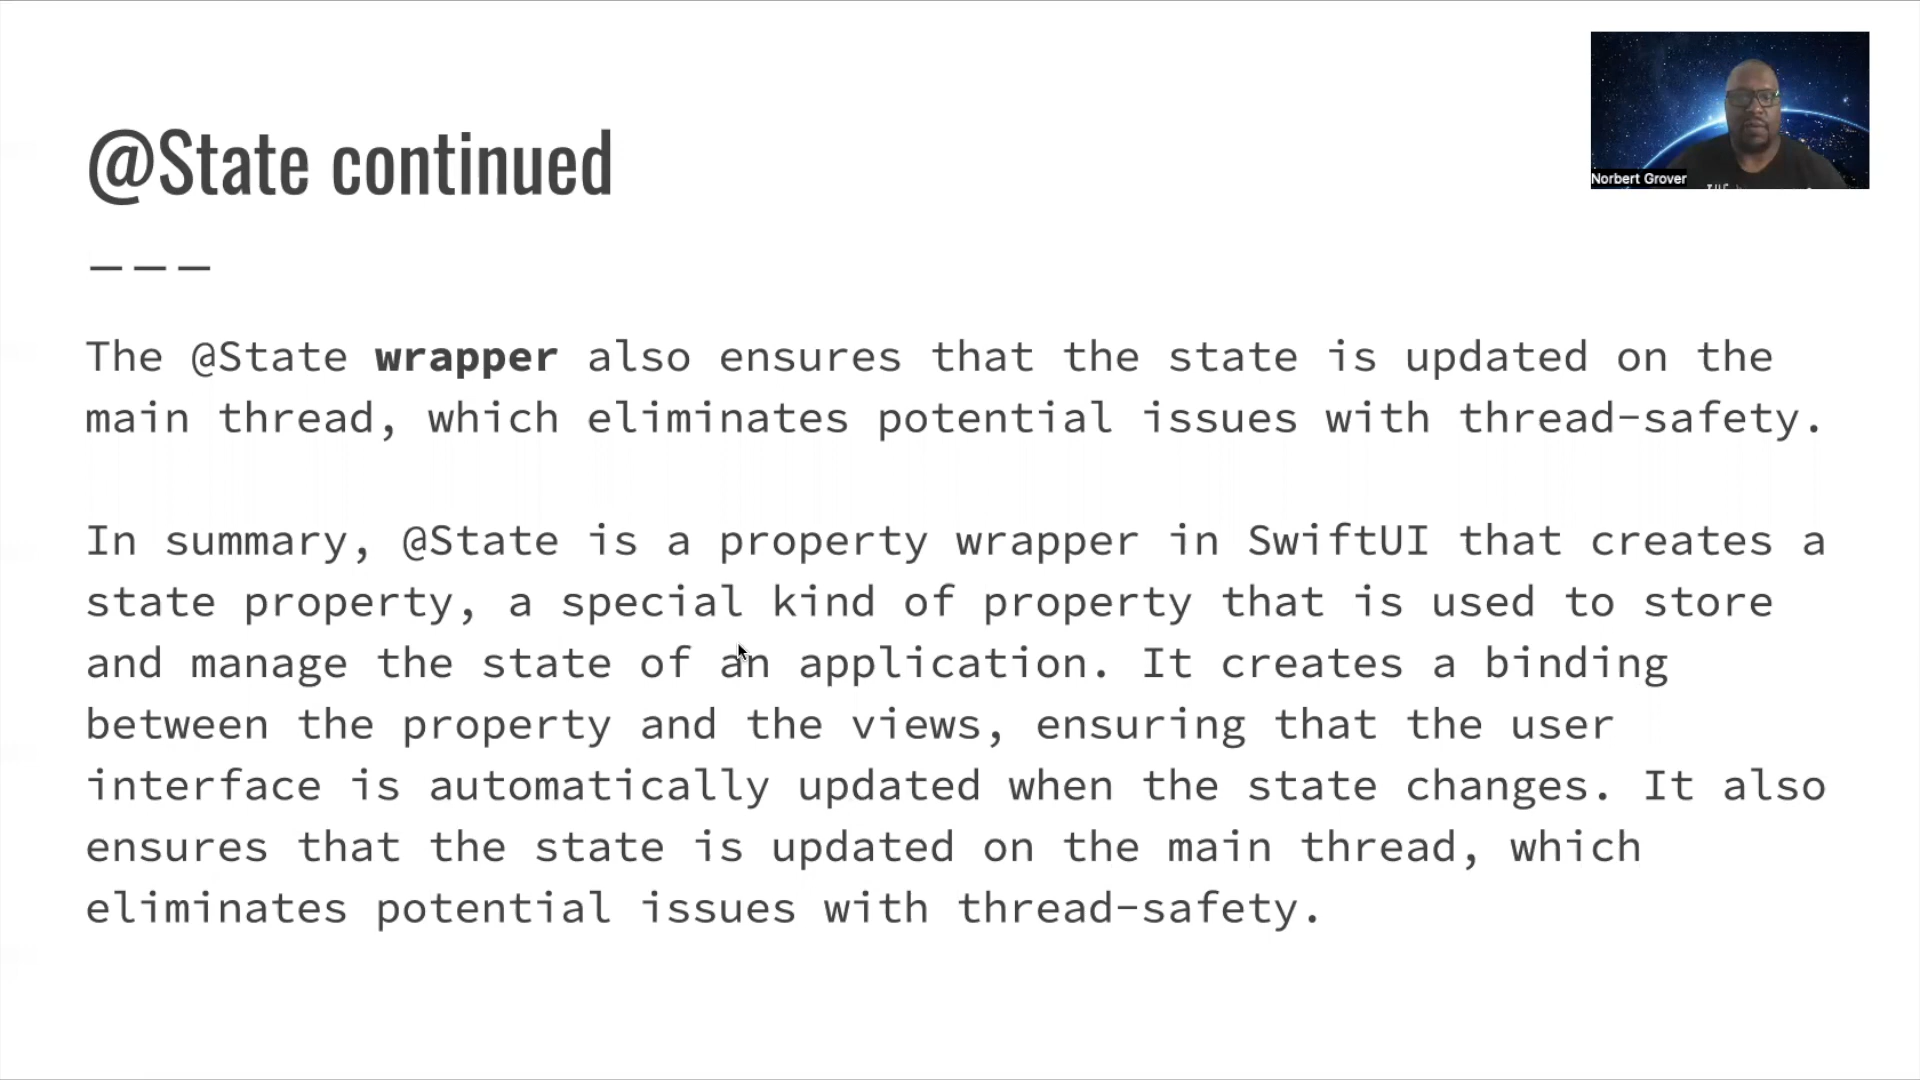 @State continued
Norbert Grover
The @State wrapper also ensures that the state is updated on the
main thread, which eliminates potential issues with thread-safety.
In summary, @State is a property wrapper in SwiftUI that creates a
state property, a special kind of property that is used to store
and manage the state of an application. It creates a binding
between the property and the views, ensuring that the user
interface is automatically updated when the state changes. It also
ensures that the state is updated on the main thread, which
eliminates potential issues with thread-safety.